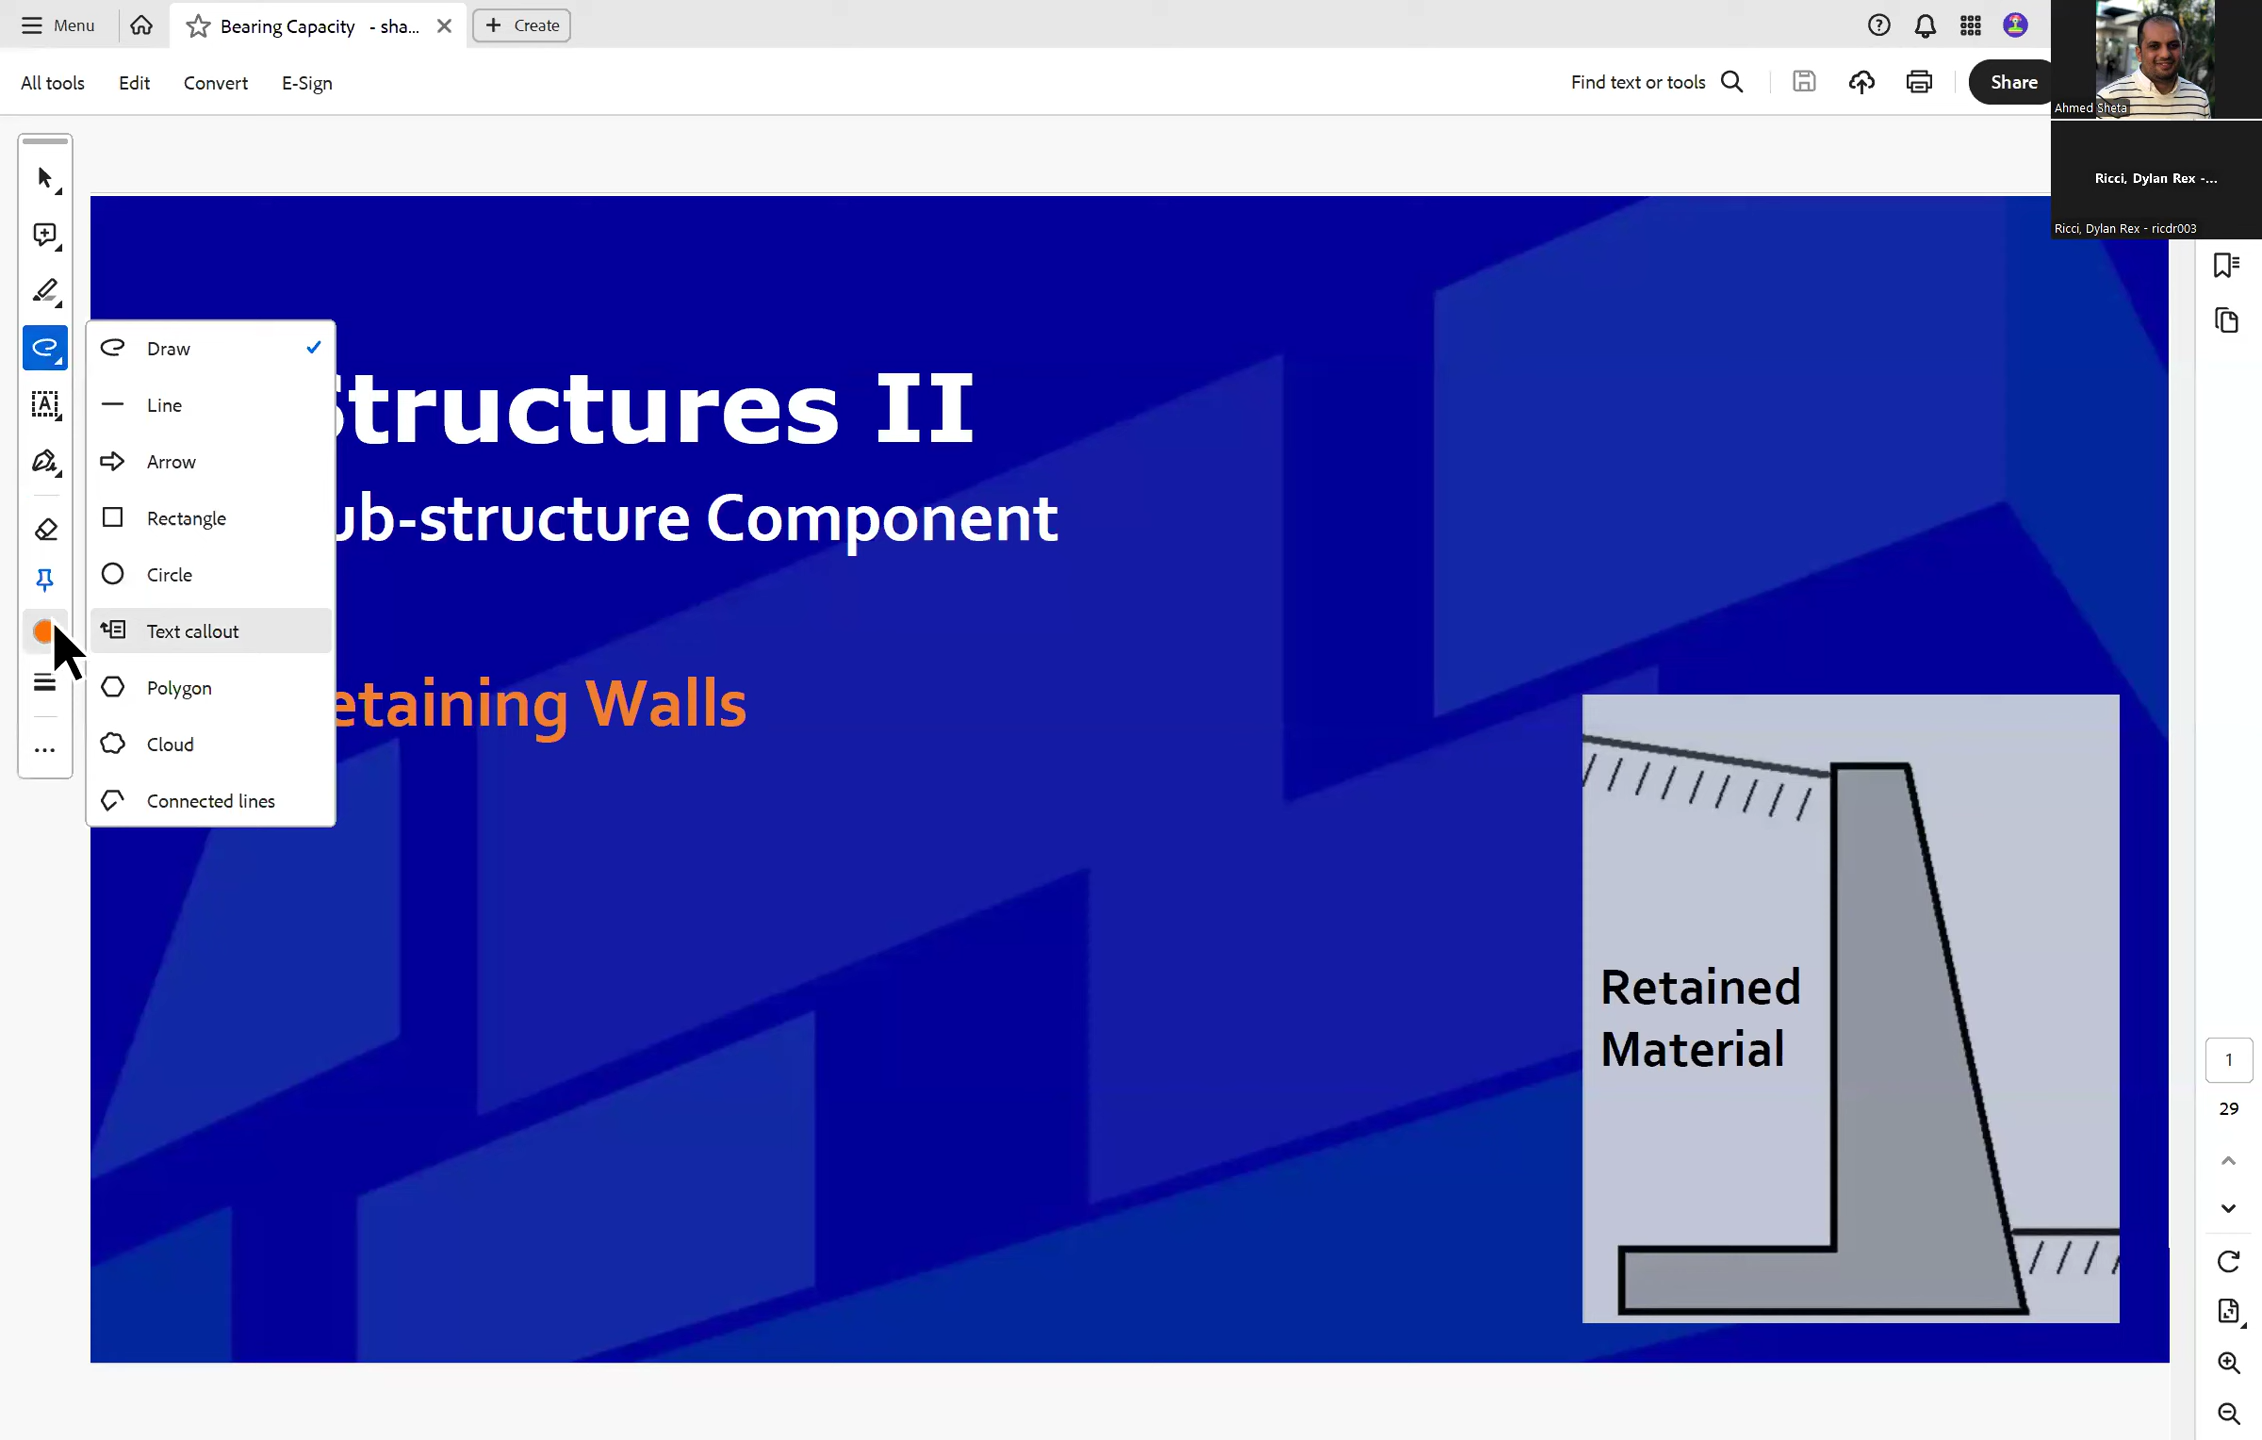 Menu
Bearing Capacity - sha...
Create
All tools
Edit
Convert
E-Sign
Find text or tools
Share
Ahmed Sheta
Ricci, Dylan Rex -...
Ricci, Dylan Rex - ricdr003
Draw
Line
Arrow
Rectangle
Circle
Text callout
Polygon
Cloud
Connected lines
tructures II
ub-structure Component
etaining Walls
Retained
Material
1
29